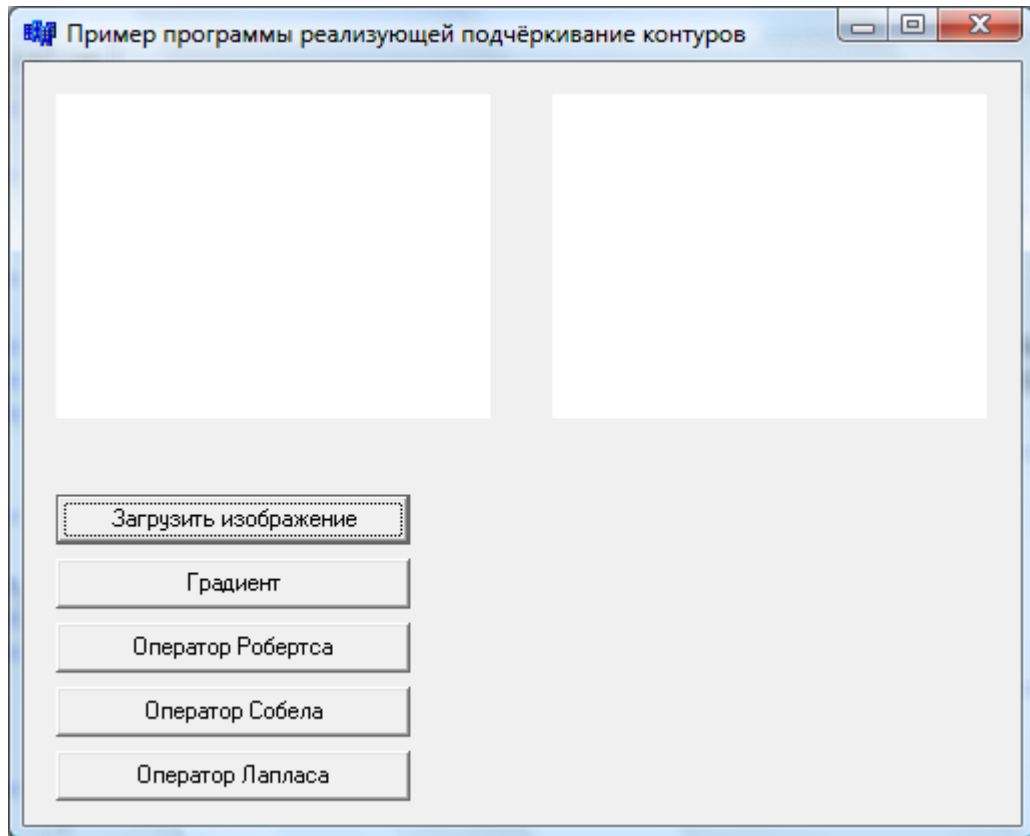 Пример программы реализующей подчёркивание контуров
Загрузить изображение
Градиент
Оператор Робертса
Оператор Собела
Оператор Лапласа